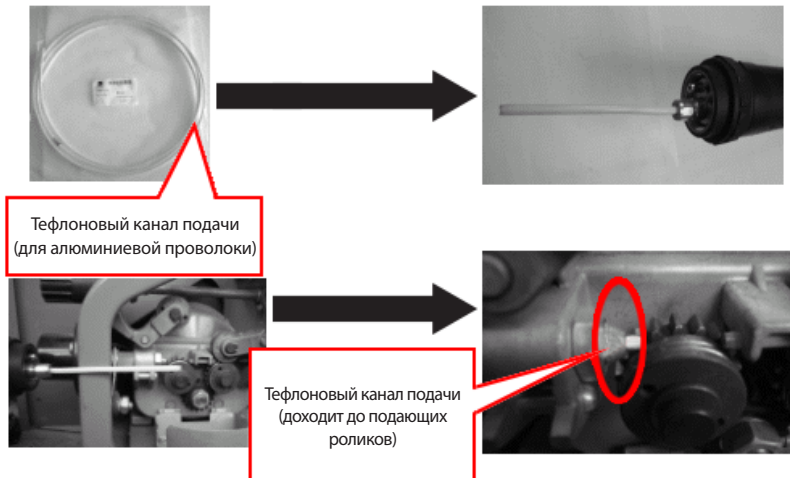 Тефлоновый канал подачи
(для алюминиевой проволоки)
Тефлоновый канал подачи
(доходит до подающих
роликов)